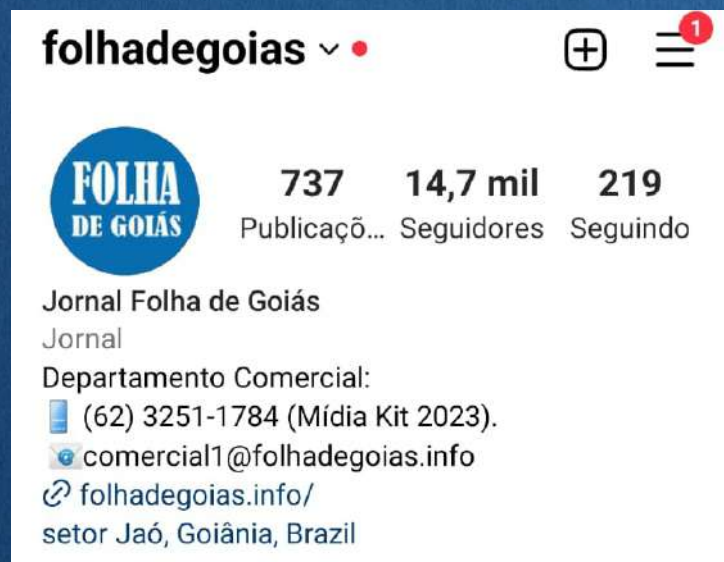 folhadegoias
1
FOLHA
DE GOIÁS
737 14,7 mil 219
Publicaçõ... Seguidores Seguindo
Jornal Folha de Goiás
Jornal
Departamento Comercial:
(62) 3251-1784 (Mídia Kit 2023).
comercial1@folhadegoias.info
folhadegoias.info/
setor Jaó, Goiânia, Brazil